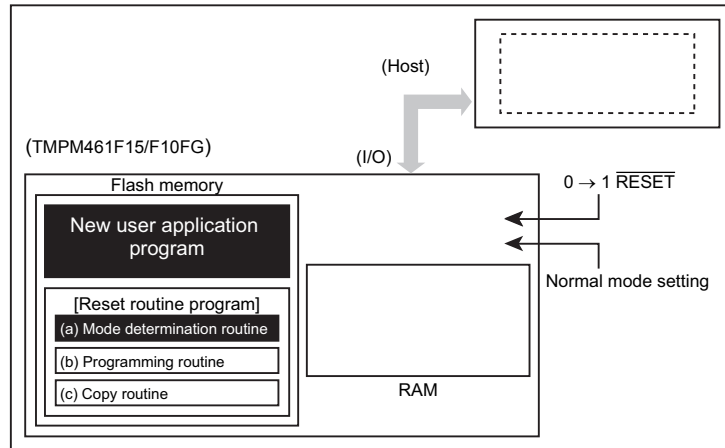 (Host)
(TMPM461F15/F10FG)
(I/O)
Flash memory
0 → 1 RESET
New user application
program
Normal mode setting
[Reset routine program]
(a) Mode determination routine
(b) Programming routine
(c) Copy routine
RAM